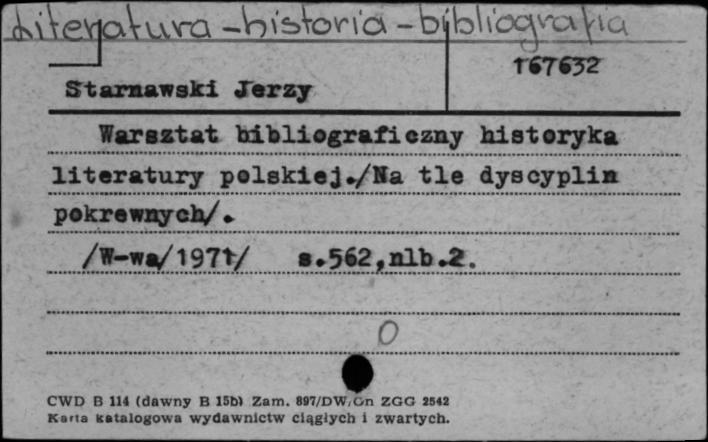 Literatura - historia - bibliografia
167632
Starnawski Jerzy
Warsztat bibliograficzny historyka
literatury polskiej./Na tle dyscyplin
pokrewnych/.
/W-wa/1971/ s.562,nlb.2.
0
CWD B 114 (dawny B 15b) Zam. 897/DW/Gn ZGG 2542
Karta katalogowa wydawnictw ciągłych i zwartych.